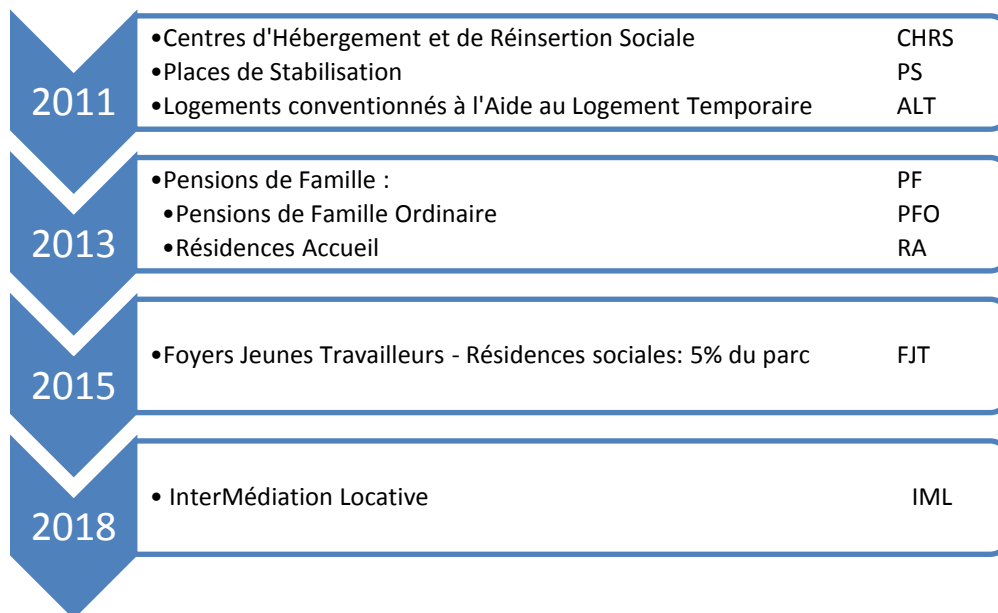 2011
•Centres d'Hébergement et de Réinsertion Sociale CHRS
•Places de Stabilisation PS
•Logements conventionnés à l'Aide au Logement Temporaire ALT
2013
•Pensions de Famille : PF
•Pensions de Famille Ordinaire PFO
•Résidences Accueil RA
2015
•Foyers Jeunes Travailleurs - Résidences sociales: 5% du parc FJT
2018
• InterMédiation Locative IML